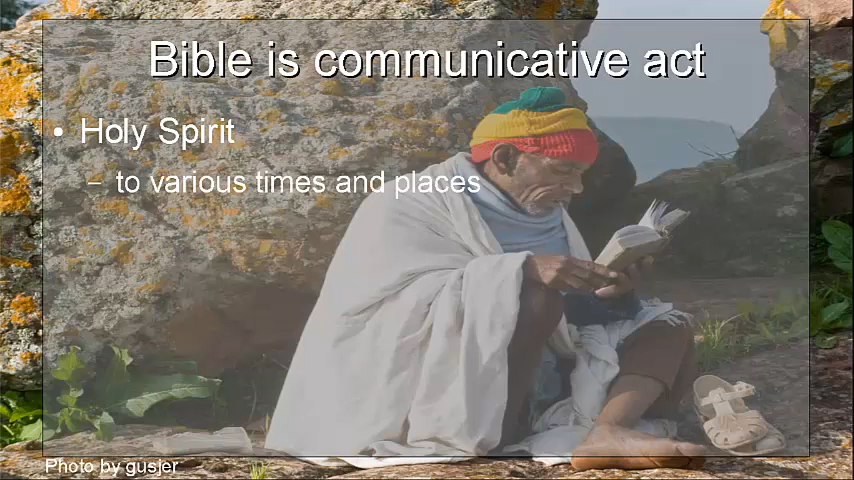 Bible is communicative act
• Holy Spirit
– to various times and places
Photo by gusjer